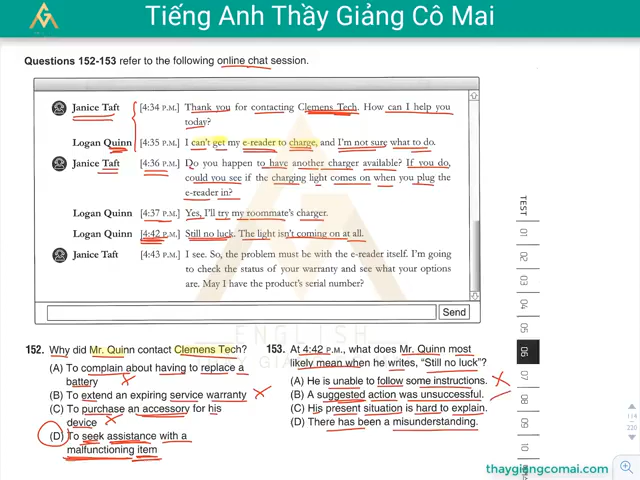 Tiếng Anh Thầy Giảng Cô Mai
Questions 152-153 refer to the following online chat session.
Janice Taft [4:34 P.M.] Thank you for contacting Clemens Tech. How can I help you
today?
Logan Quinn [4:35 P.M.] I can't get my e-reader to charge, and I'm not sure what to do.
Janice Taft [4:36 P.M.] Do you happen to have another charger available? If you do,
could you see if the charging light comes on when you plug the
e-reader in?
Logan Quinn [4:37 P.M.] Yes, I'll try my roommate's charger.
Logan Quinn [4:42 P.M.] Still no luck. The light isn't coming on at all.
Janice Taft [4:43 P.M.] I see. So, the problem must be with the e-reader itself. I'm going
to check the status of your warranty and see what your options
are. May I have the product's serial number?
Send
ENGLISH
152. Why did Mr. Quinn contact Clemens Tech?
(A) To complain about having to replace a
battery
(B) To extend an expiring service warranty
(C) To purchase an accessory for his
device
(D) To seek assistance with a
malfunctioning item
153. At 4:42 P.M., what does Mr. Quinn most
likely mean when he writes, "Still no luck"?
(A) He is unable to follow some instructions.
(B) A suggested action was unsuccessful.
(C) His present situation is hard to explain.
(D) There has been a misunderstanding.
TEST
01
02
03
04
05
06
07
08
09
10
114
220
thaygiangcomai.com